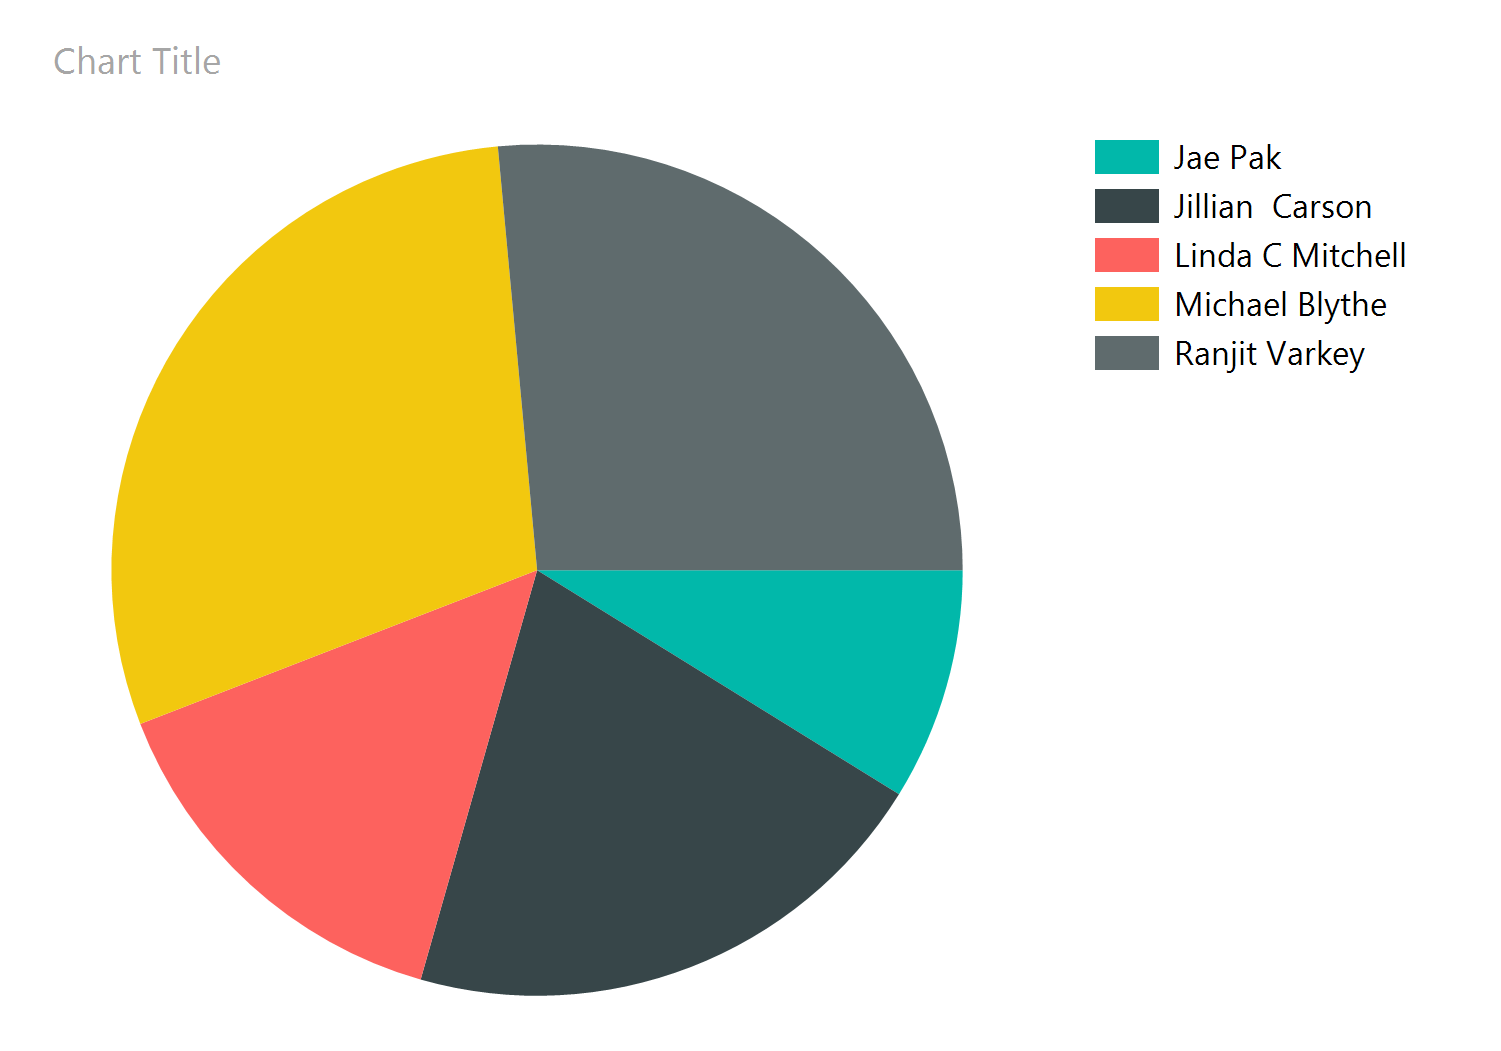 Chart Title
Jae Pak
Jillian  Carson
Linda C Mitchell
Michael Blythe
Ranjit Varkey